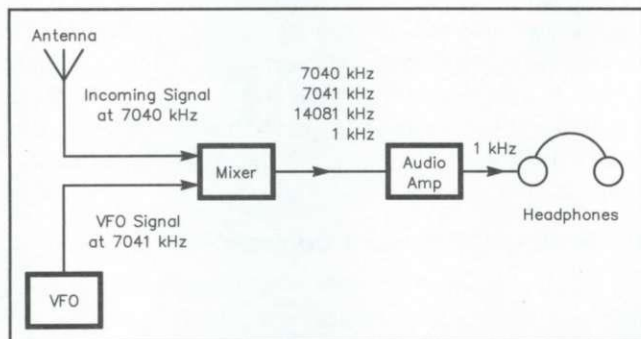 Antenna
Incoming Signal
at 7040 kHz
7040 kHz
7041 kHz
14081 kHz
1 kHz
Mixer
Audio
Amp
1 kHz
Headphones
VFO Signal
at 7041 kHz
VFO